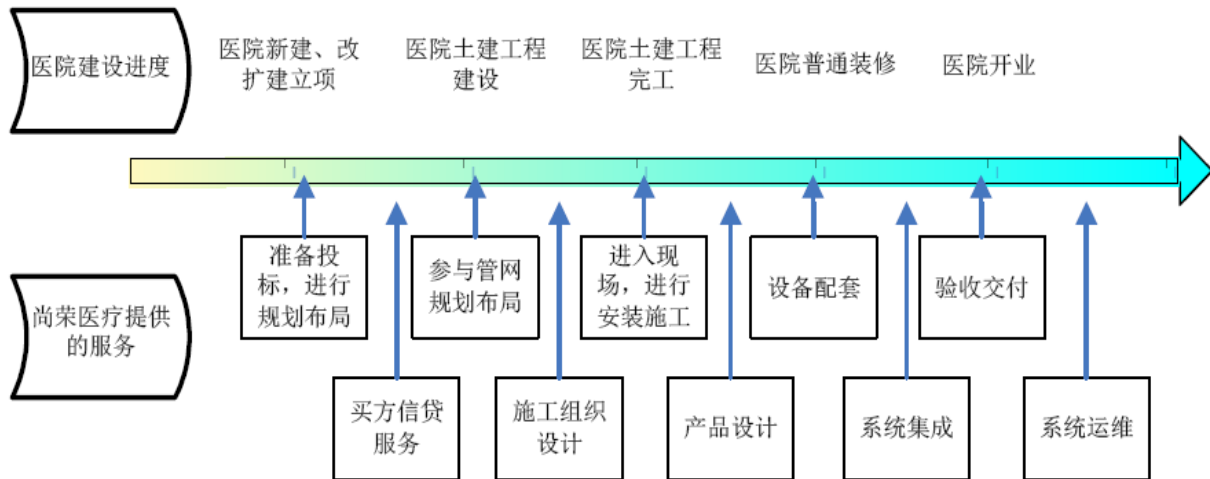 医院建设进度
医院新建、改
扩建立项
医院土建工程
建设
医院土建工程
完工
医院普通装修
医院开业
尚荣医疗提供
的服务
准备投
标，进行
规划布局
参与管网
规划布局
进入现
场，进行
安装施工
设备配套
验收交付
买方信贷
服务
施工组织
设计
产品设计
系统集成
系统运维